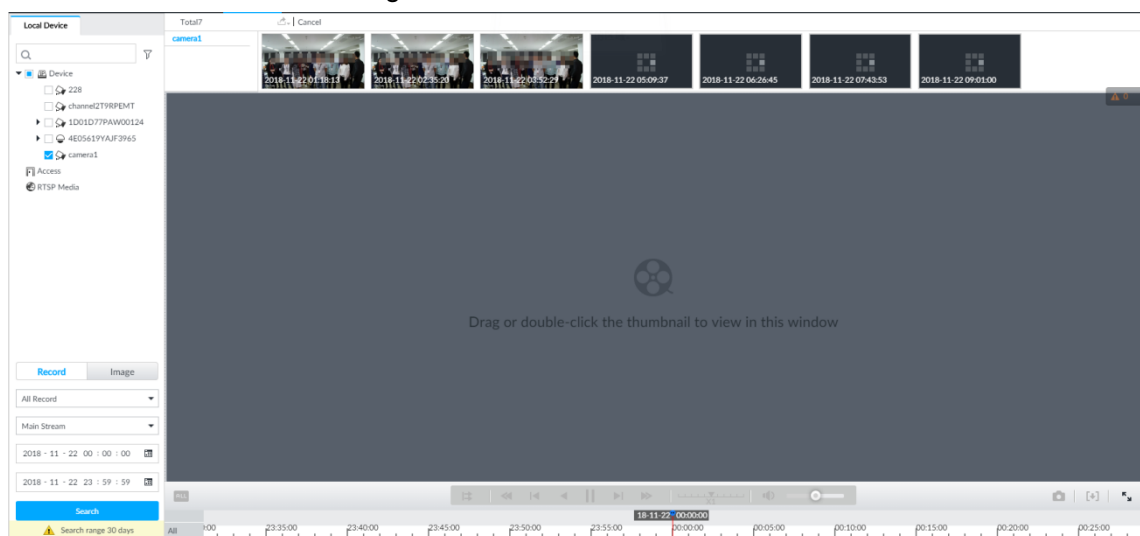 Local Device
Total7
Cancel
camera1
2018-11-22 01:18:13
2018-11-22 02:35:20
2018-11-22 03:52:29
2018-11-22 05:09:37
2018-11-22 06:26:45
2018-11-22 07:43:53
2018-11-22 09:01:00
Device
228
channel2T9RPEMT
1D01D77PAW00124
4E05619YAJF3965
camera1
Access
RTSP Media
0
Drag or double-click the thumbnail to view in this window
Record
Image
All Record
Main Stream
2018 - 11 - 22 00 : 00 : 00
2018 - 11 - 22 23 : 59 : 59
Search
Search range 30 days
18-11-22 00:00:00
All
23:35:00
23:40:00
23:45:00
23:50:00
23:55:00
00:00:00
00:05:00
00:10:00
00:15:00
00:20:00
00:25:00